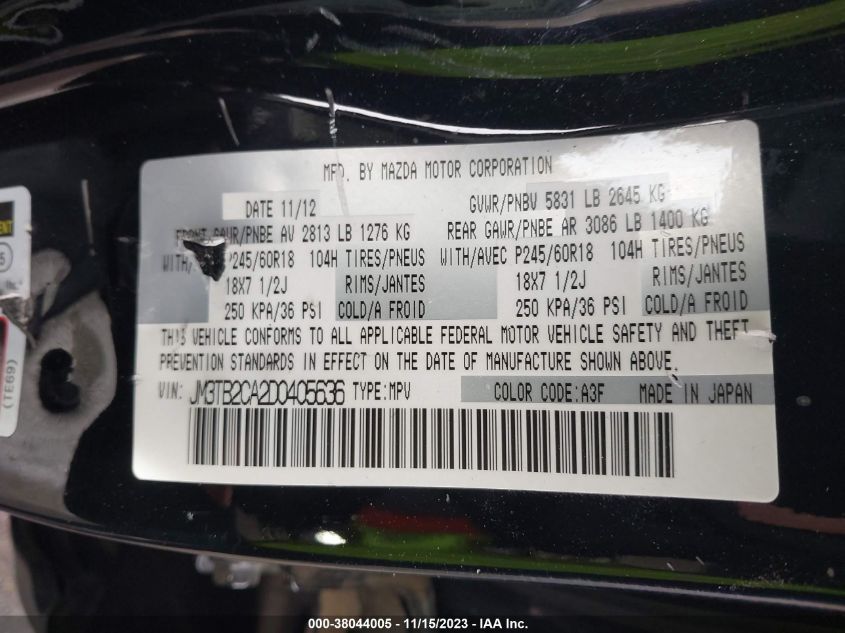 MFD. BY MAZDA MOTOR CORPORATION
DATE 11/12 GVWR/PNBV 5831 LB 2645 KG
FRONT GAWR/PNBE AV 2813 LB 1276 KG REAR GAWR/PNBE AR 3086 LB 1400 KG
WITH/ P245/60R18 104H TIRES/PNEUS WITH/AVEC P245/60R18 104H TIRES/PNEUS
18X7 1/2J RIMS/JANTES 18X7 1/2J RIMS/JANTES
250 KPA/36 PSI COLD/A FROID 250 KPA/36 PSI COLD/A FROID
THIS VEHICLE CONFORMS TO ALL APPLICABLE FEDERAL MOTOR VEHICLE SAFETY AND THEFT
PREVENTION STANDARDS IN EFFECT ON THE DATE OF MANUFACTURE SHOWN ABOVE.
VIN: JM3TB2CA2D0405636 TYPE:MPV COLOR CODE:A3F MADE IN JAPAN
(TE69)
000-38044005 - 11/15/2023 - IAA Inc.